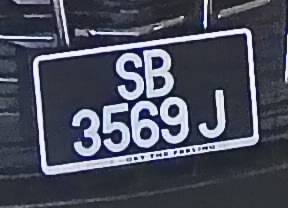 SB
3569 J
GET THE FEELING